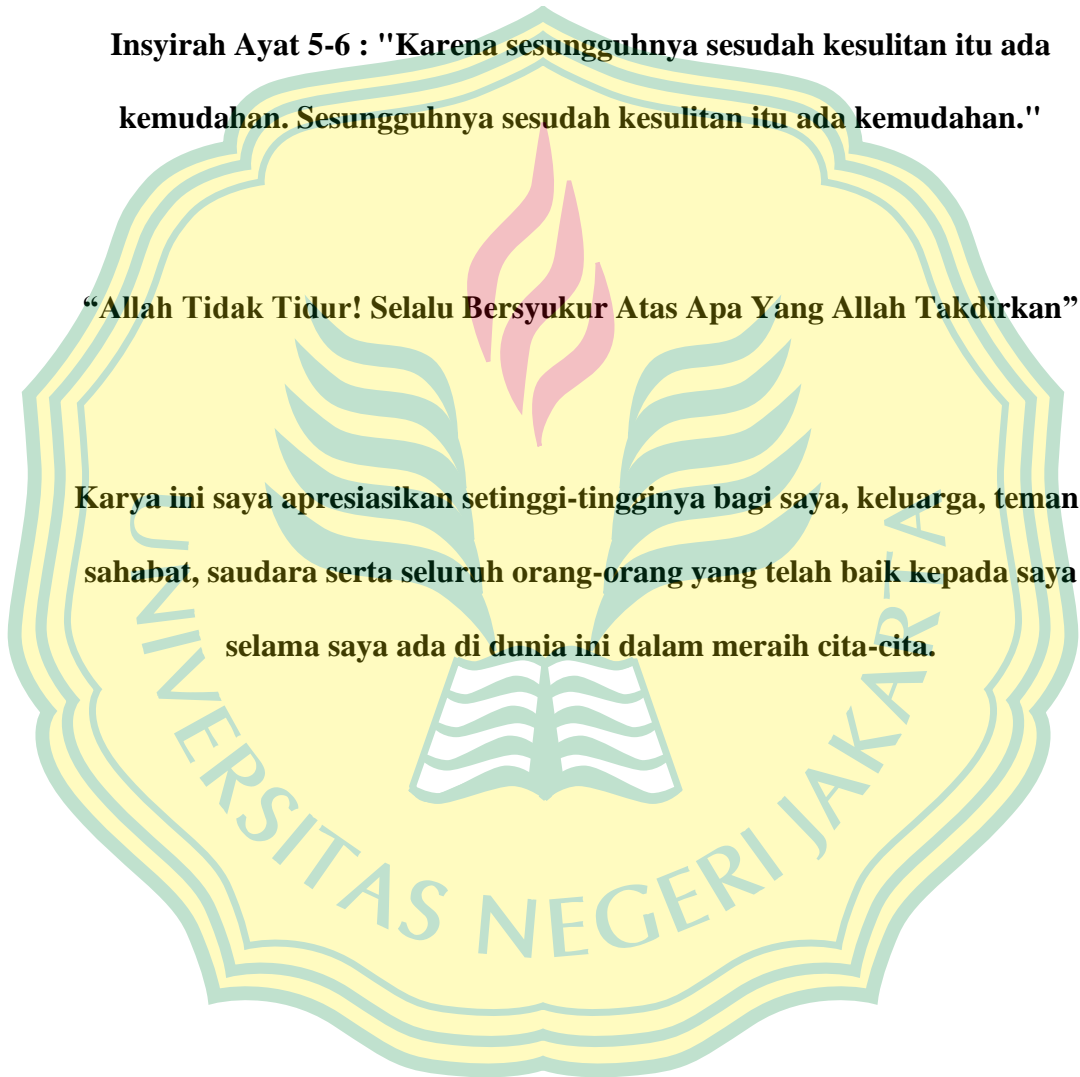 Insyirah Ayat 5-6 : "Karena sesungguhnya sesudah kesulitan itu ada
kemudahan. Sesungguhnya sesudah kesulitan itu ada kemudahan."
“Allah Tidak Tidur! Selalu Bersyukur Atas Apa Yang Allah Takdirkan”
Karya ini saya apresiasikan setinggi-tingginya bagi saya, keluarga, teman
sahabat, saudara serta seluruh orang-orang yang telah baik kepada saya
selama saya ada di dunia ini dalam meraih cita-cita.
UNIVERSITAS NEGERI JAKARTA